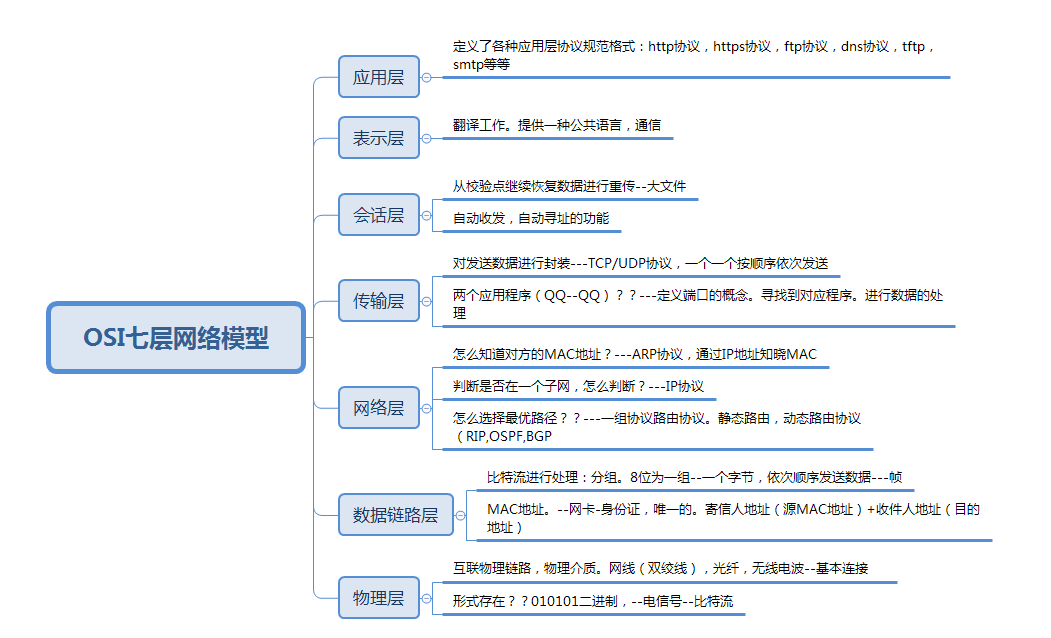 OSI七层网络模型
应用层
定义了各种应用层协议规范格式：http协议，https协议，ftp协议，dns协议，tftp，
smtp等等
表示层
翻译工作。提供一种公共语言，通信
会话层
从校验点继续恢复数据进行重传--大文件
自动收发，自动寻址的功能
传输层
对发送数据进行封装---TCP/UDP协议，一个一个按顺序依次发送
两个应用程序（QQ--QQ）？？---定义端口的概念。寻找到对应程序。进行数据的处
理
网络层
怎么知道对方的MAC地址？---ARP协议，通过IP地址知晓MAC
判断是否在一个子网，怎么判断？---IP协议
怎么选择最优路径？？---一组协议路由协议。静态路由，动态路由协议
（RIP,OSPF,BGP
数据链路层
比特流进行处理：分组。8位为一组--一个字节，依次顺序发送数据---帧
MAC地址。--网卡-身份证，唯一的。寄信人地址（源MAC地址）+收件人地址（目的
地址）
物理层
互联物理链路，物理介质。网线（双绞线），光纤，无线电波--基本连接
形式存在？？010101二进制，--电信号--比特流